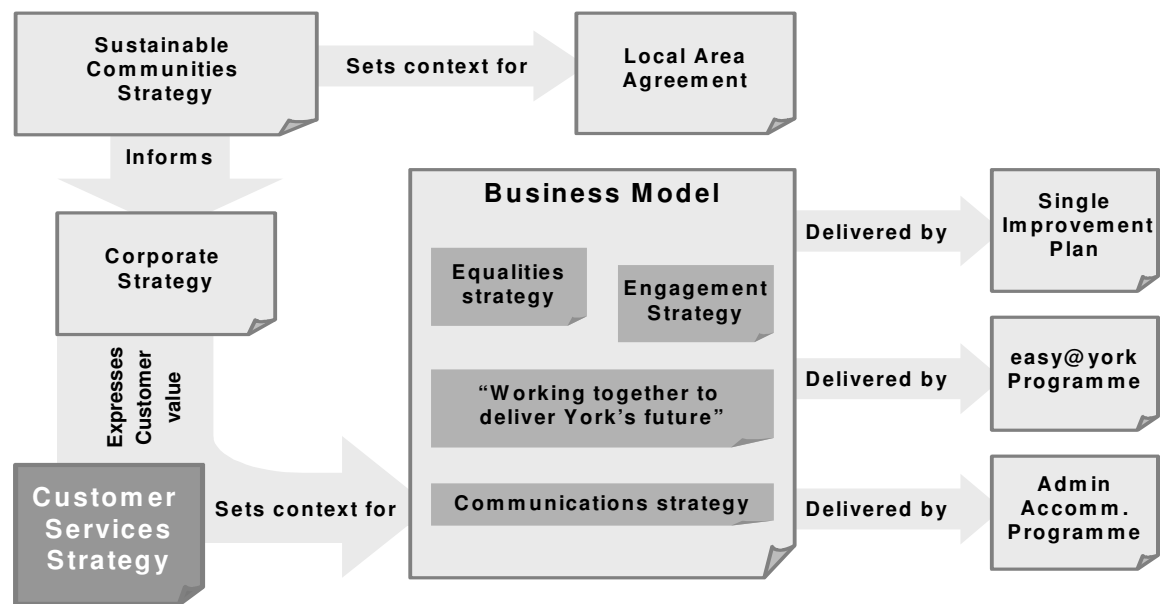 Sustainable
Communities
Strategy
Sets context for
Local Area
Agreement
Informs
Corporate
Strategy
Expresses
Customer
value
Customer
Services
Strategy
Sets context for
Business Model
Equalities
strategy
Engagement
Strategy
“Working together to
deliver York’s future”
Communications strategy
Delivered by
Single
Improvement
Plan
Delivered by
easy@york
Programme
Delivered by
Admin
Accomm.
Programme